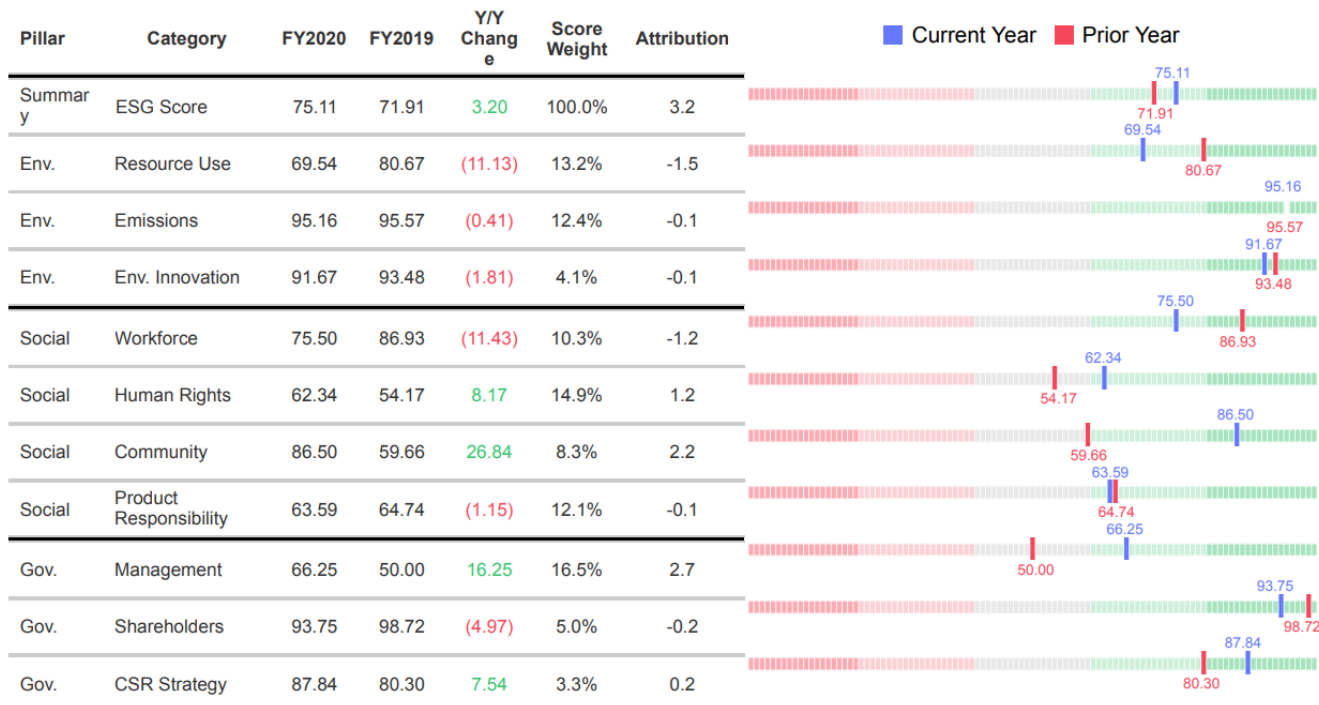 Pillar Category FY2020 FY2019 Y/Y Chang e Score Weight Attribution
Current Year Prior Year
Summar y ESG Score 75.11 71.91 3.20 100.0% 3.2
75.11
71.91
Env. Resource Use 69.54 80.67 (11.13) 13.2% -1.5
69.54
80.67
Env. Emissions 95.16 95.57 (0.41) 12.4% -0.1
95.16
95.57
Env. Env. Innovation 91.67 93.48 (1.81) 4.1% -0.1
91.67
93.48
Social Workforce 75.50 86.93 (11.43) 10.3% -1.2
75.50
86.93
Social Human Rights 62.34 54.17 8.17 14.9% 1.2
62.34
54.17
Social Community 86.50 59.66 26.84 8.3% 2.2
86.50
59.66
Social Product Responsibility 63.59 64.74 (1.15) 12.1% -0.1
63.59
64.74
Gov. Management 66.25 50.00 16.25 16.5% 2.7
66.25
50.00
Gov. Shareholders 93.75 98.72 (4.97) 5.0% -0.2
93.75
98.72
Gov. CSR Strategy 87.84 80.30 7.54 3.3% 0.2
87.84
80.30